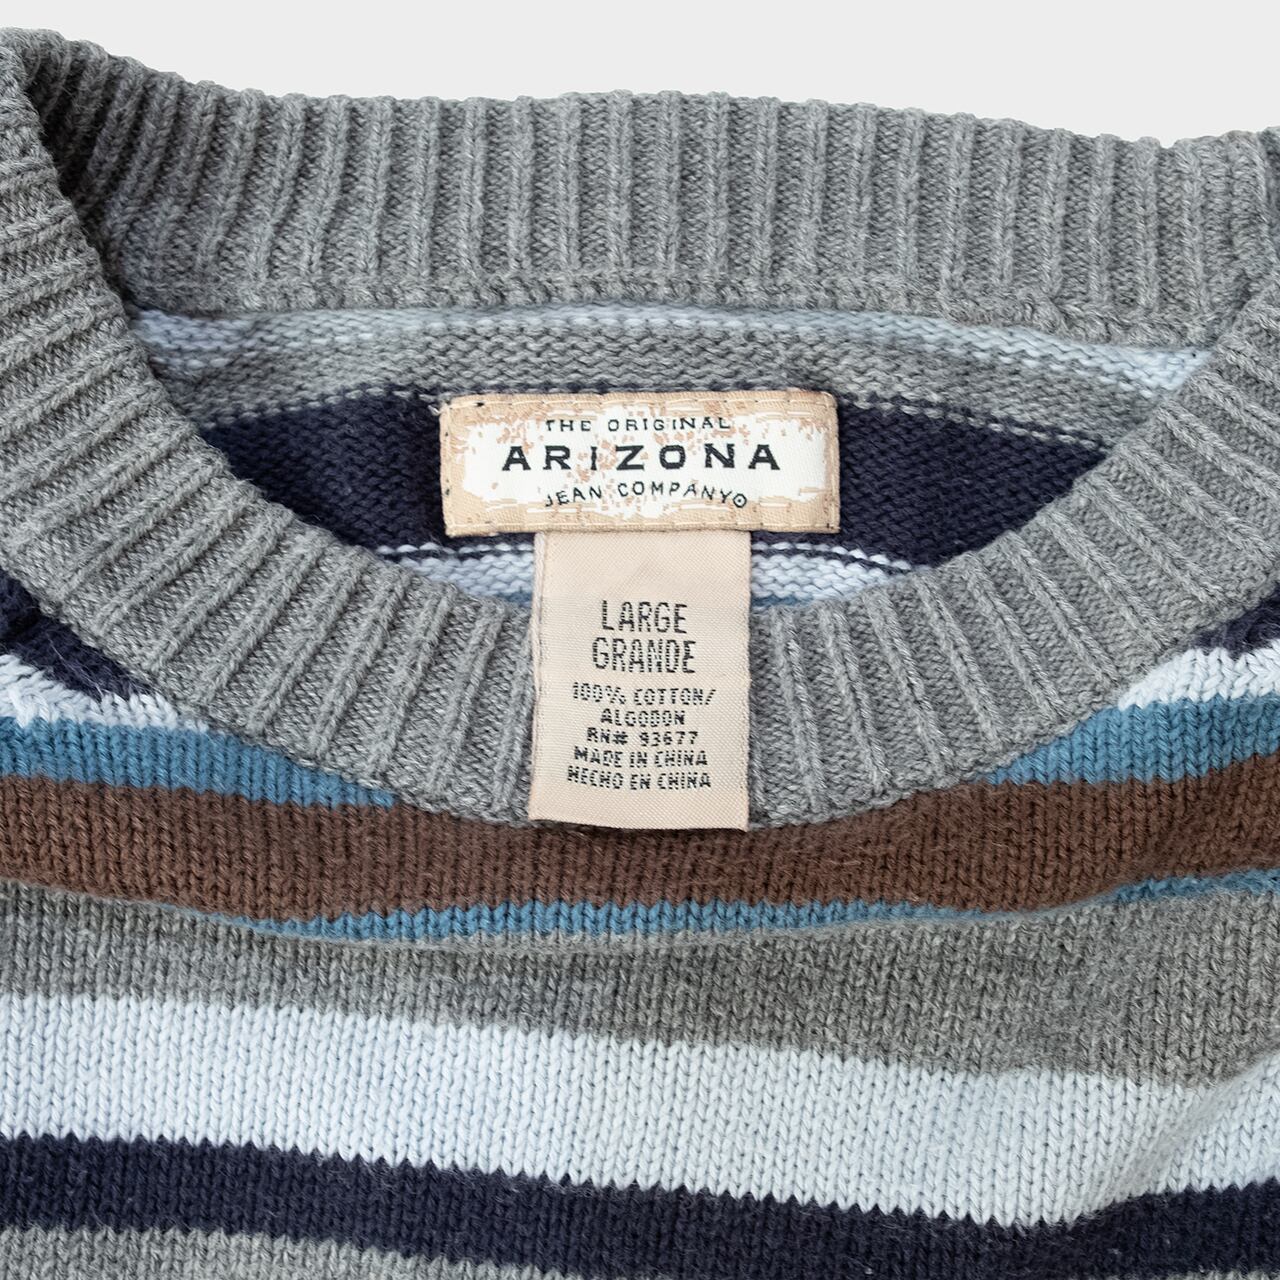 THE ORIGINAL
ARIZONA
JEAN COMPANY®
LARGE
GRANDE
100% COTTON/
ALGODON
RN# 93677
MADE IN CHINA
HECHO EN CHINA